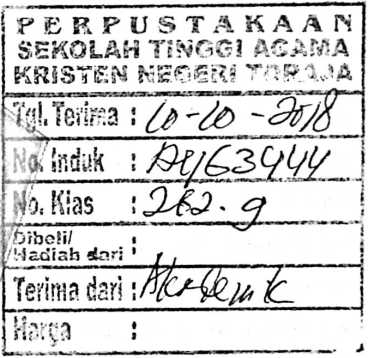 PERPUSTAKAAN
SEKOLAH TINGGI AGAMA
KRISTEN NEGERI TORAJA
Tgl. Terima : 10-10-2018
No. Induk :
No. Klas : 262.9
Dibeli/
Hadiah dari :
Terima dari : Akademik
Harga :